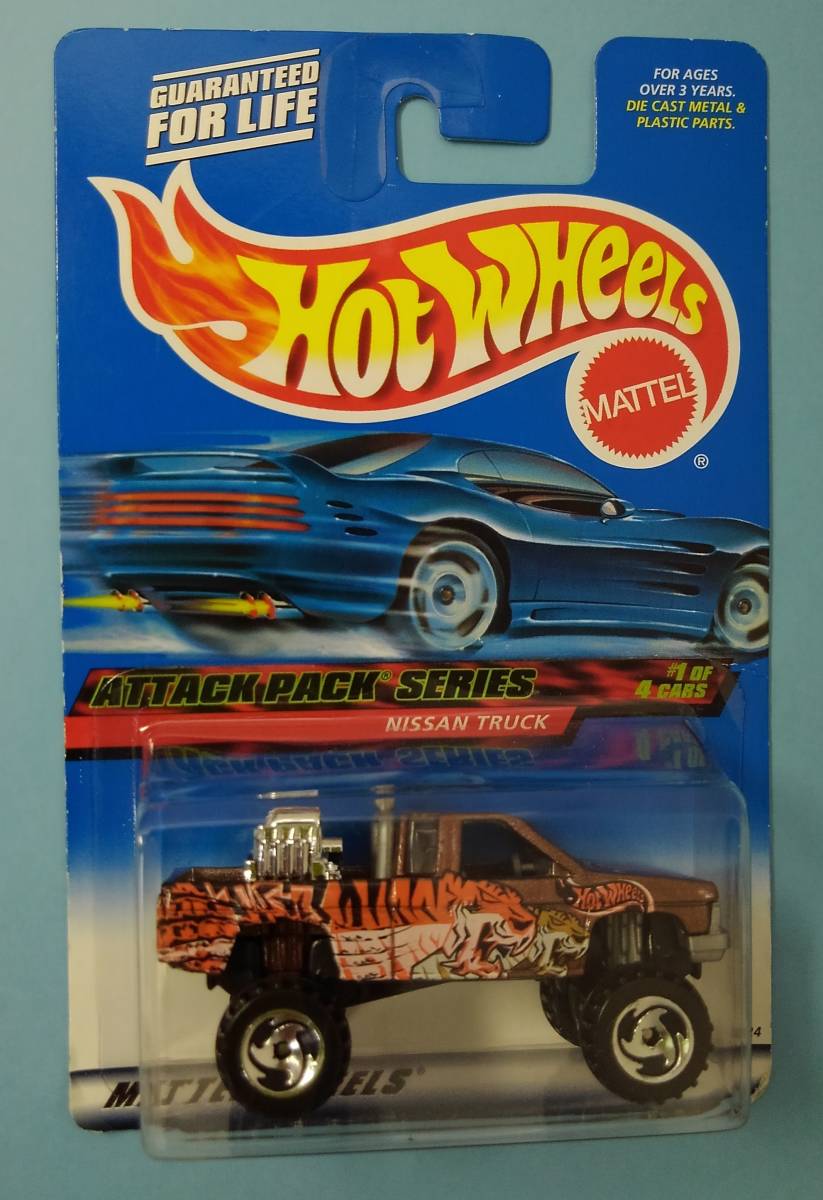 GUARANTEED
FOR LIFE
FOR AGES
OVER 3 YEARS.
DIE CAST METAL &
PLASTIC PARTS.
HOT WHEELS
MATTEL
®
ATTACK PACK® SERIES
#1 OF
4 CARS
NISSAN TRUCK
HOT WHEELS